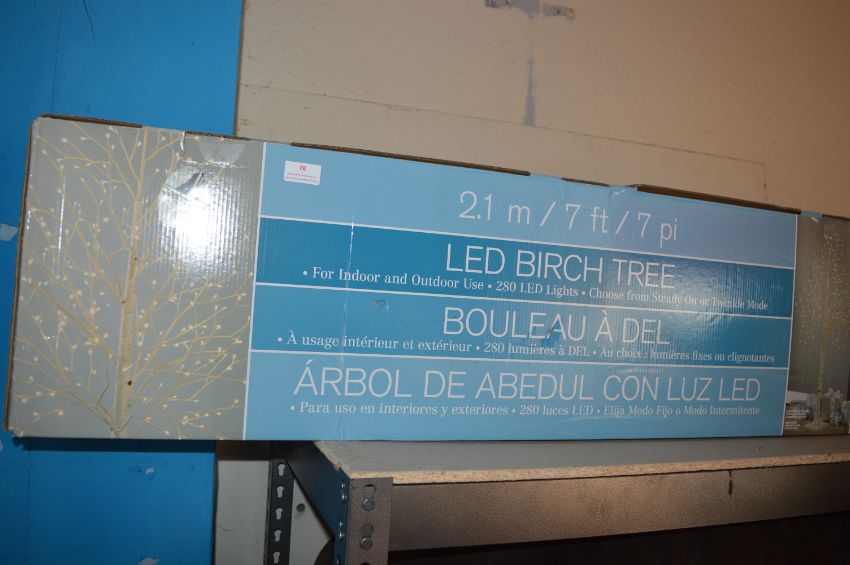 78
2.1 m / 7 ft / 7 pi
LED BIRCH TREE
• For Indoor and Outdoor Use • 280 LED Lights • Choose from Steady On or Twinkle Mode
BOULEAU À DEL
• À usage intérieur et extérieur • 280 lumières à DEL • Au choix : lumières fixes ou clignotantes
ÁRBOL DE ABEDUL CON LUZ LED
• Para uso en interiores y exteriores • 280 luces LED • Elija Modo Fijo o Modo Intermitente